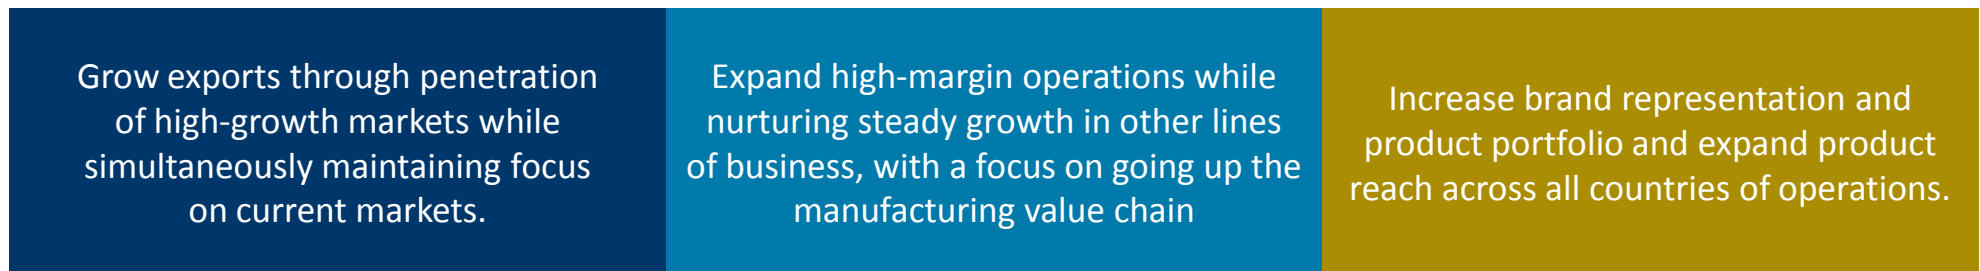 Grow exports through penetration
of high-growth markets while
simultaneously maintaining focus
on current markets.
Expand high-margin operations while
nurturing steady growth in other lines
of business, with a focus on going up the
manufacturing value chain
Increase brand representation and
product portfolio and expand product
reach across all countries of operations.